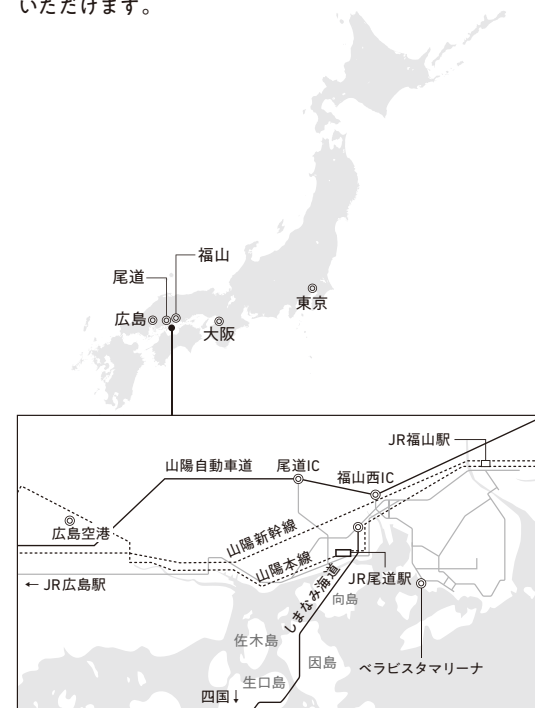 いただけます。
福山
尾道
広島
東京
大阪
JR福山駅
山陽自動車道
尾道IC
福山西IC
広島空港
山陽新幹線
山陽本線
← JR広島駅
JR尾道駅
しまなみ海道
向島
佐木島
因島
ベラビスタマリーナ
生口島
四国↓